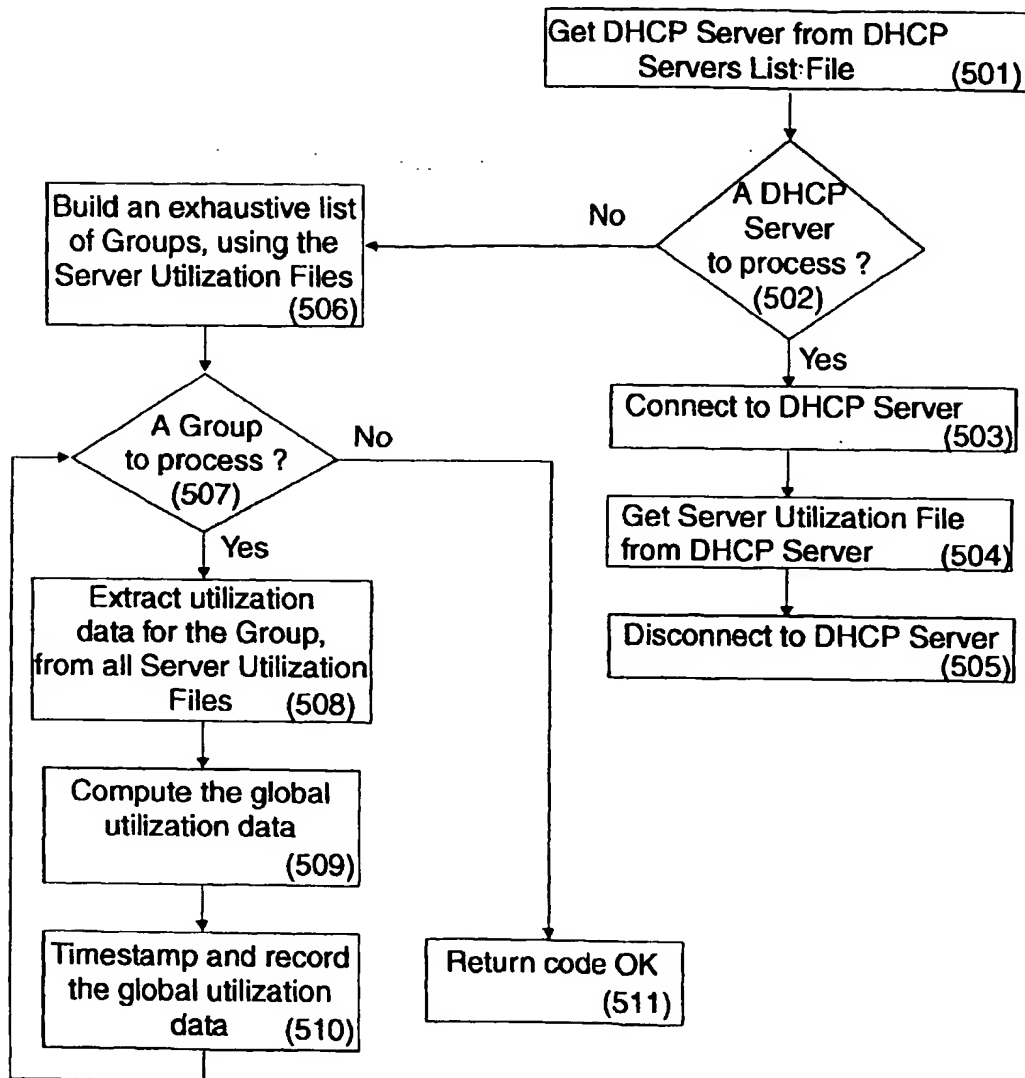 Get DHCP Server from DHCP
Servers List File (501)
A DHCP
Server
to process ?
(502)
No
Yes
Build an exhaustive list
of Groups, using the
Server Utilization Files
(506)
Connect to DHCP Server
(503)
A Group
to process ?
(507)
No
Yes
Get Server Utilization File
from DHCP Server (504)
Extract utilization
data for the Group,
from all Server Utilization
Files (508)
Disconnect to DHCP Server
(505)
Compute the global
utilization data
(509)
Timestamp and record
the global utilization
data (510)
Return code OK
(511)